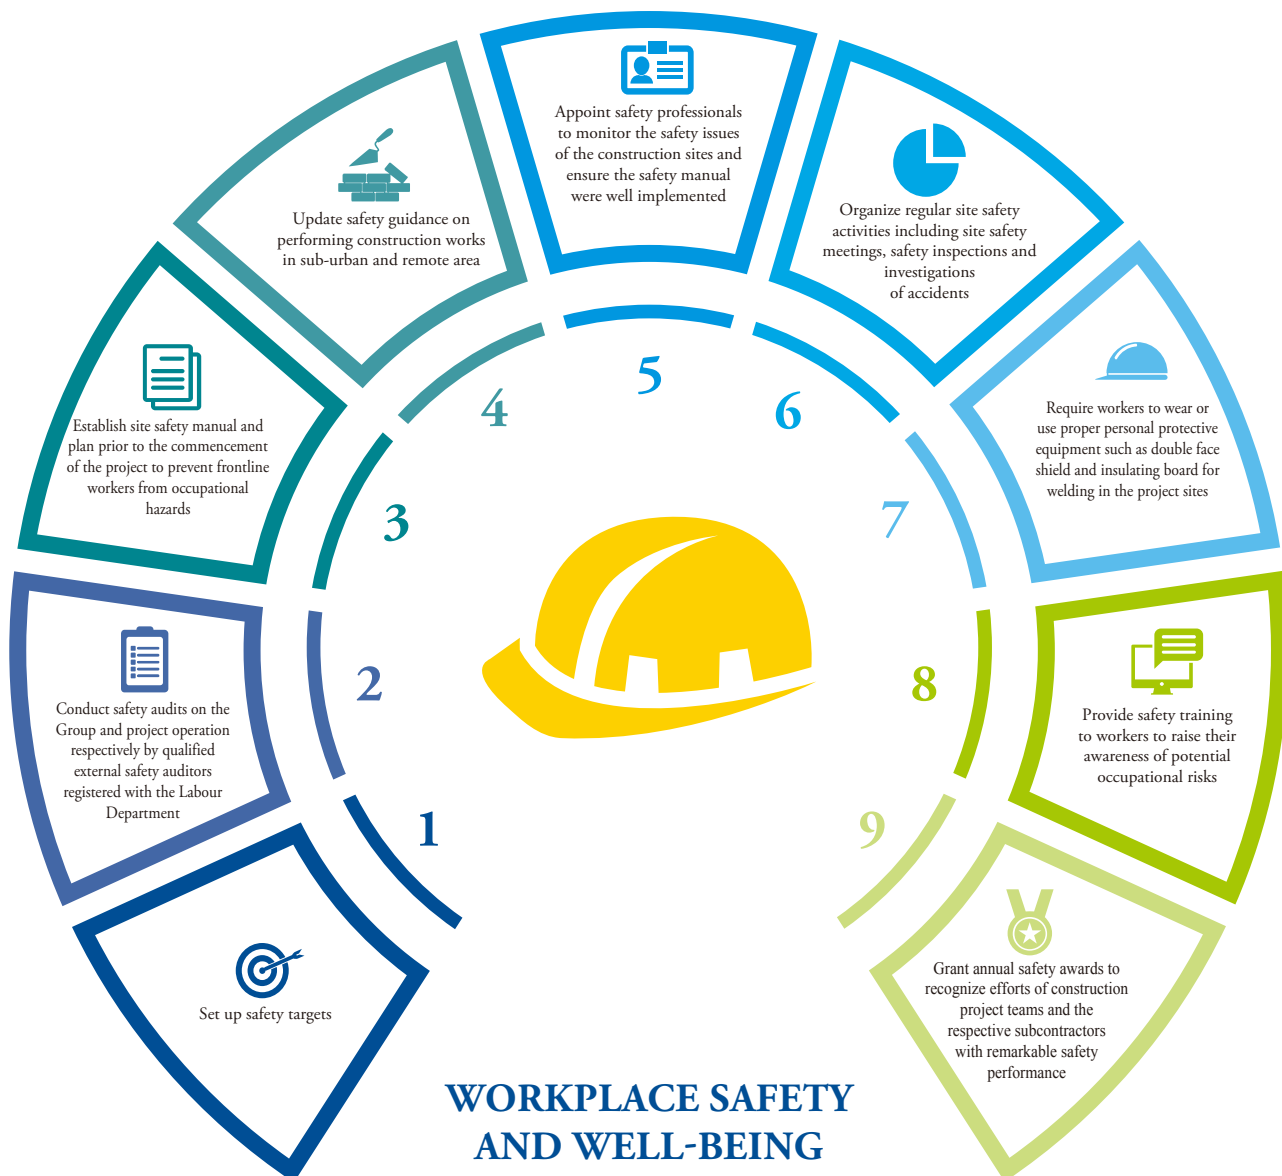 1
Set up safety targets
2
Conduct safety audits on the
Group and project operation
respectively by qualified
external safety auditors
registered with the Labour
Department
3
Establish site safety manual and
plan prior to the commencement
of the project to prevent frontline
workers from occupational
hazards
4
Update safety guidance on
performing construction works
in sub-urban and remote area
5
Appoint safety professionals
to monitor the safety issues
of the construction sites and
ensure the safety manual
were well implemented
6
Organize regular site safety
activities including site safety
meetings, safety inspections and
investigations
of accidents
7
Require workers to wear or
use proper personal protective
equipment such as double face
shield and insulating board for
welding in the project sites
8
Provide safety training
to workers to raise their
awareness of potential
occupational risks
9
Grant annual safety awards to
recognize efforts of construction
project teams and the
respective subcontractors
with remarkable safety
performance
WORKPLACE SAFETY
AND WELL-BEING